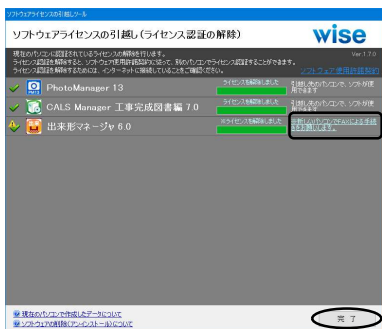 ソフトウェアライセンスの引越しツール
ソフトウェアライセンスの引越し(ライセンス認証の解除)
wise
Ver 1.7.0
現在のパソコンに認証されているライセンスの解除を行います。
ライセンス認証を解除すると、ソフトウェア使用許諾契約に従って、別のパソコンでライセンス認証することができます。
ライセンス認証を解除するためには、インターネットに接続していることをご確認ください。
ソフトウェア使用許諾契約
PhotoManager 13
ライセンスを解除しました
引越し先のパソコンで、ソフトが使
用できます
CALS Manager 工事完成図書編 7.0
ライセンスを解除しました
引越し先のパソコンで、ソフトが使
用できます
出来形マネージャ 6.0
※ライセンスを解除しました
※新しいパソコンでFAXによる手続
きをお願いします。
現在のパソコンで作成したデータについて
ソフトウェアの削除(アンインストール)について
完 了